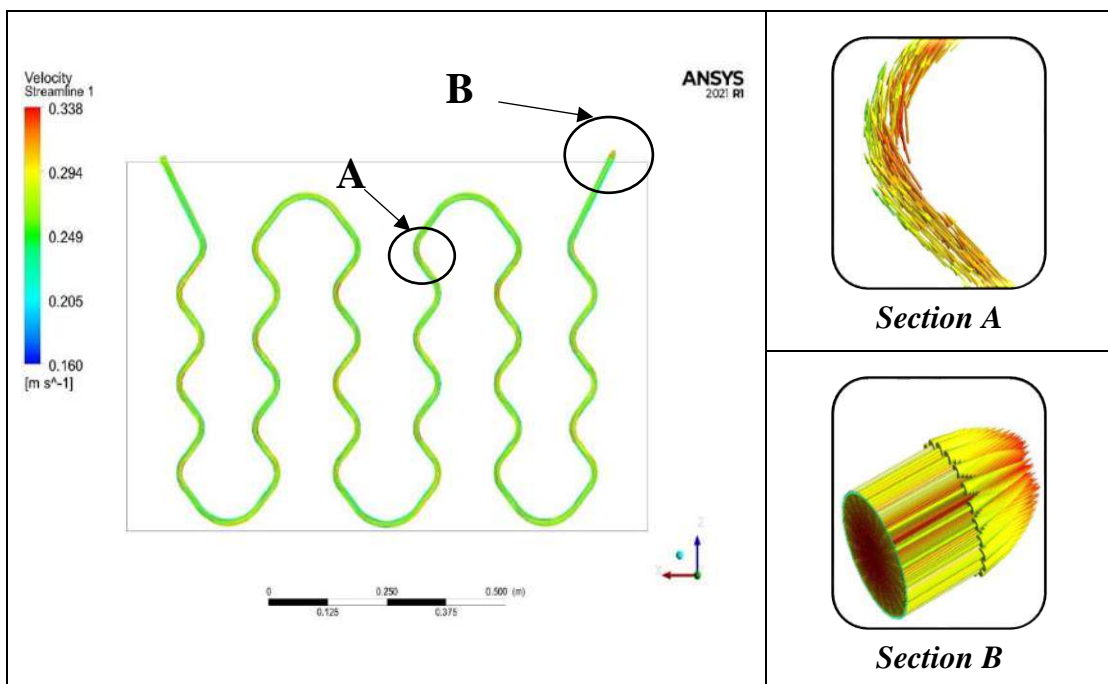 Velocity
Streamline 1
0.338
0.294
0.249
0.205
0.160
[m s^-1]
B
A
ANSYS
2021 R1
0
0.250
0.500 (m)
0.125
0.375
Section A
Section B